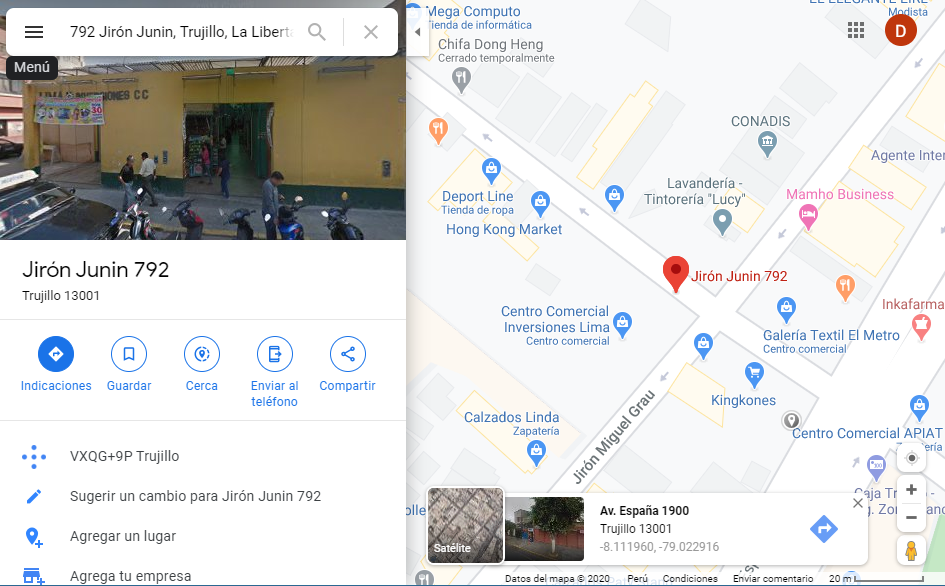 792 Jirón Junin, Trujillo, La Libert
Menú
Jirón Junin 792
Trujillo 13001
Indicaciones
Guardar
Cerca
Enviar al
teléfono
Compartir
VXQG+9P Trujillo
Sugerir un cambio para Jirón Junin 792
Agregar un lugar
Agrega tu empresa
Mega Computo
Tienda de informática
Chifa Dong Heng
Cerrado temporalmente
Modista
D
CONADIS
Agente Inter
Deport Line
Tienda de ropa
Hong Kong Market
Lavandería -
Tintorería "Lucy"
Mamho Business
Jirón Junin 792
Inkafarma
Centro Comercial
Inversiones Lima
Centro comercial
Galería Textil El Metro
Centro comercial
Kingkones
Calzados Linda
Zapatería
Jirón Miguel Grau
Centro Comercial APIAT
Caja Tr
Satélite
Av. España 1900
Trujillo 13001
-8.111960, -79.022916
Datos del mapa © 2020
Perú
Condiciones
Enviar comentario
20 m